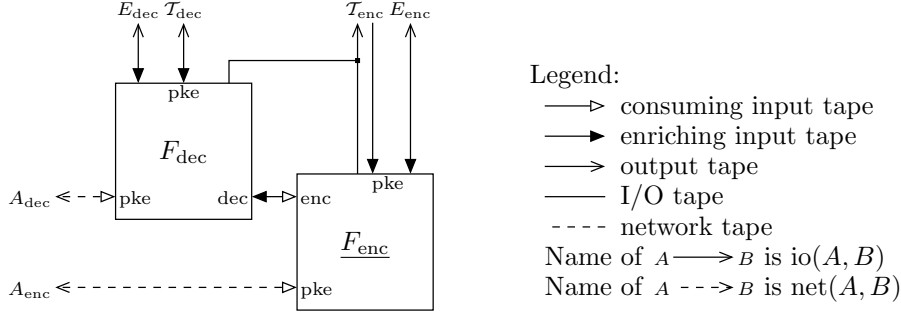 E_dec T_dec T_enc E_enc
pke
F_dec
A_dec pke dec enc
pke
F_enc
A_enc pke
Legend:
consuming input tape
enriching input tape
output tape
I/O tape
network tape
Name of A B is io(A, B)
Name of A B is net(A, B)